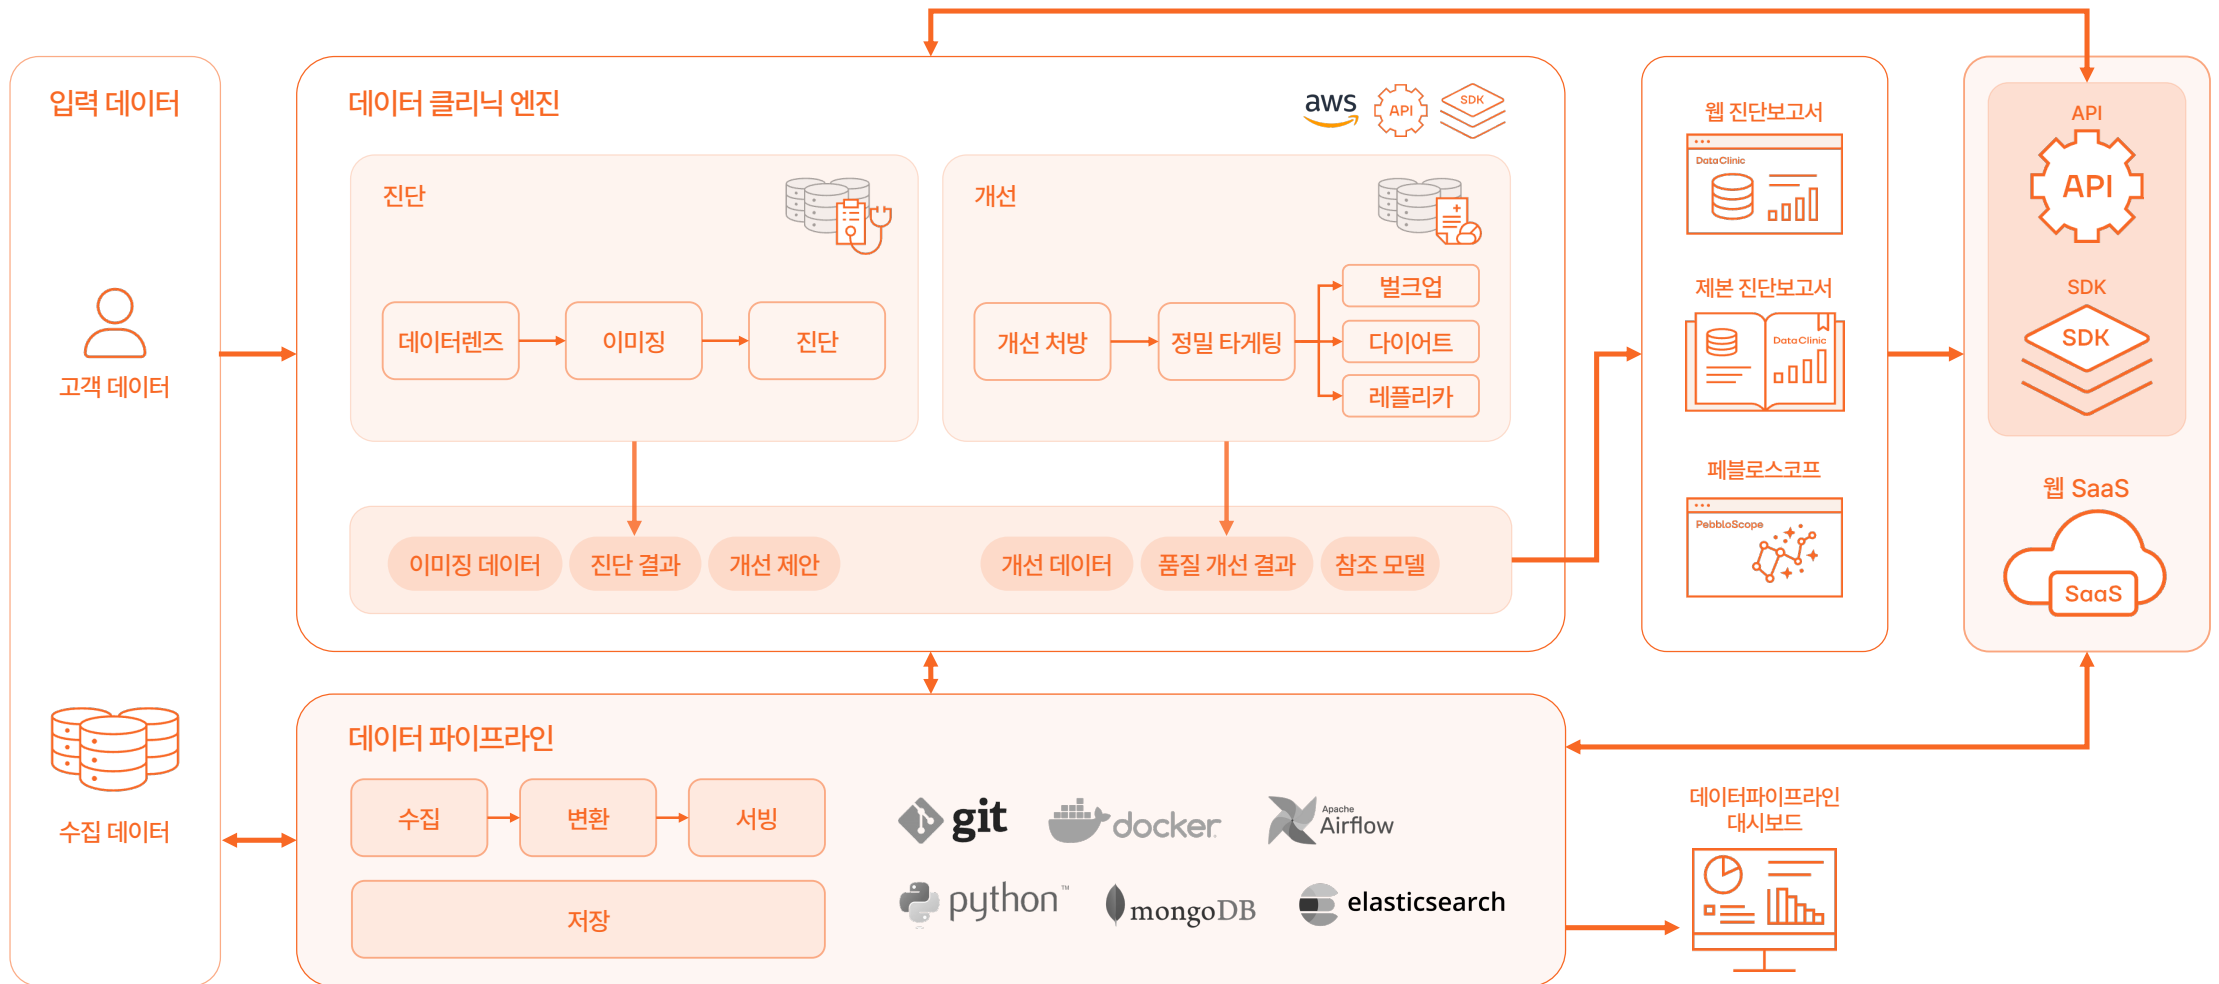 입력 데이터
고객 데이터
수집 데이터
데이터 클리닉 엔진
aws
API
SDK
진단
데이터렌즈
이미징
진단
개선
개선 처방
정밀 타게팅
벌크업
다이어트
레플리카
이미징 데이터
진단 결과
개선 제안
개선 데이터
품질 개선 결과
참조 모델
데이터 파이프라인
수집
변환
서빙
저장
git
docker
Apache
Airflow
python™
mongoDB
elasticsearch
웹 진단보고서
DataClinic
제본 진단보고서
DataClinic
페블로스코프
PebbloScope
데이터파이프라인
대시보드
API
API
SDK
SDK
웹 SaaS
SaaS